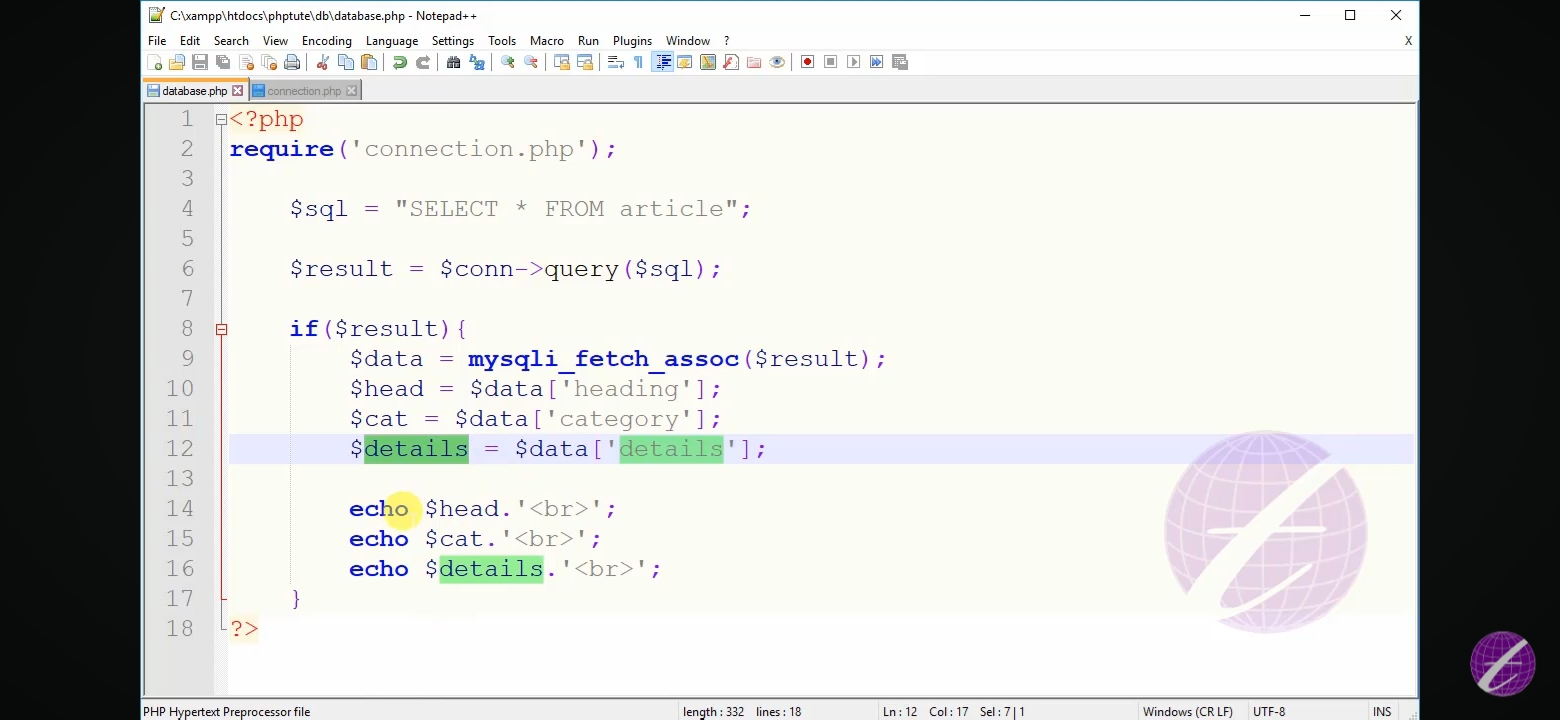 C:\xampp\htdocs\phptute\db\database.php - Notepad++
File Edit Search View Encoding Language Settings Tools Macro Run Plugins Window ? X
database.php connection.php
1 <?php
2 require('connection.php');
3
4 $sql = "SELECT * FROM article";
5
6 $result = $conn->query($sql);
7
8 if($result){
9 $data = mysqli_fetch_assoc($result);
10 $head = $data['heading'];
11 $cat = $data['category'];
12 $details = $data['details'];
13
14 echo $head.'<br>';
15 echo $cat.'<br>';
16 echo $details.'<br>';
17 }
18 ?>
PHP Hypertext Preprocessor file length : 332 lines : 18 Ln : 12 Col : 17 Sel : 7 | 1 Windows (CR LF) UTF-8 INS